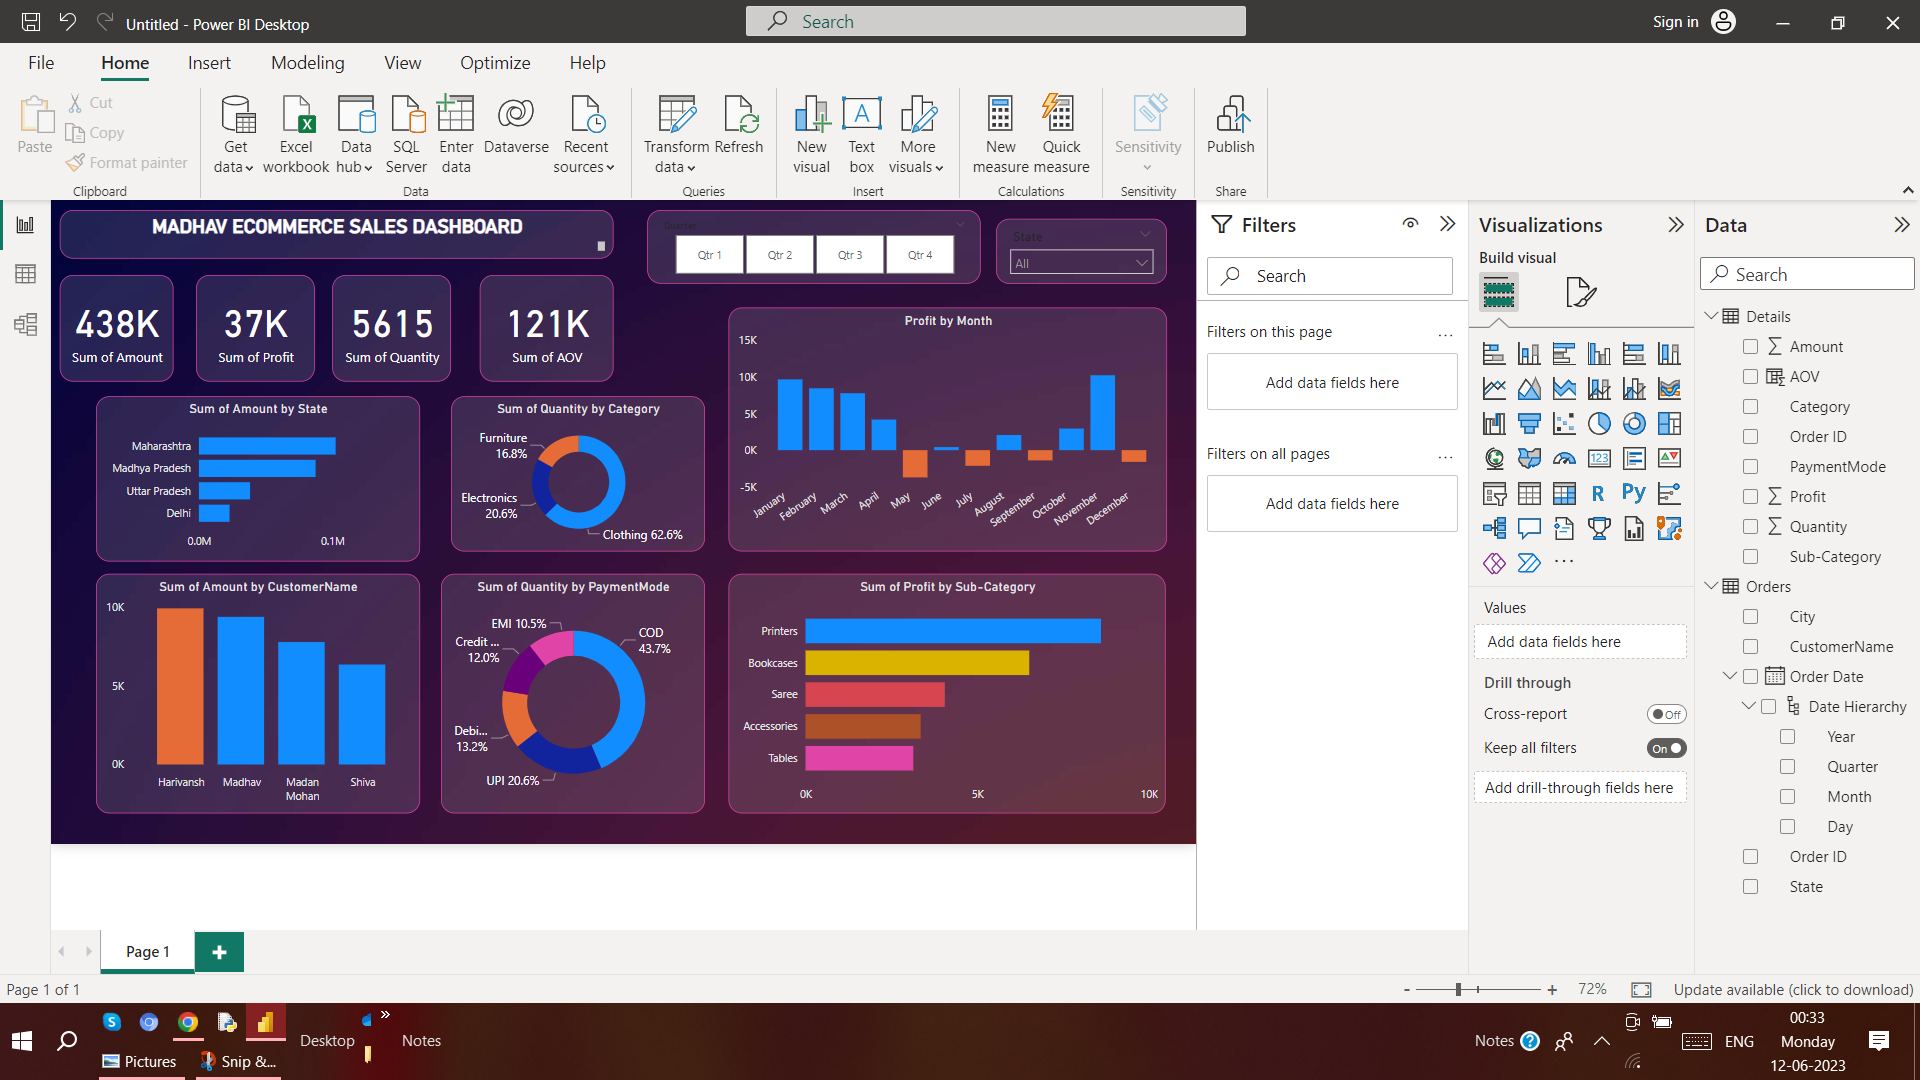 Untitled - Power BI Desktop
Search
Sign in
File Home Insert Modeling View Optimize Help
Paste
Cut
Copy
Format painter
Clipboard
Get data
Excel workbook
Data hub
SQL Server
Enter data
Dataverse
Recent sources
Data
Transform data
Refresh
Queries
New visual
Text box
More visuals
Insert
New measure
Quick measure
Calculations
Sensitivity
Sensitivity
Publish
Share
MADHAV ECOMMERCE SALES DASHBOARD
Quarter
Qtr 1 Qtr 2 Qtr 3 Qtr 4
State
All
438K
Sum of Amount
37K
Sum of Profit
5615
Sum of Quantity
121K
Sum of AOV
Sum of Amount by State
Maharashtra
Madhya Pradesh
Uttar Pradesh
Delhi
0.0M 0.1M
Sum of Quantity by Category
Furniture
16.8%
Electronics
20.6%
Clothing 62.6%
Profit by Month
15K
10K
5K
0K
-5K
January February March April May June July August September October November December
Sum of Amount by CustomerName
10K
5K
0K
Harivansh Madhav Madan Mohan Shiva
Sum of Quantity by PaymentMode
EMI 10.5%
COD
43.7%
Credit ...
12.0%
Debi...
13.2%
UPI 20.6%
Sum of Profit by Sub-Category
Printers
Bookcases
Saree
Accessories
Tables
0K 5K 10K
Filters
Search
Filters on this page
...
Add data fields here
Filters on all pages
...
Add data fields here
Visualizations
Build visual
123
R
Py
...
Values
Add data fields here
Drill through
Cross-report
Off
Keep all filters
On
Add drill-through fields here
Data
Search
Details
Amount
AOV
Category
Order ID
PaymentMode
Profit
Quantity
Sub-Category
Orders
City
CustomerName
Order Date
Date Hierarchy
Year
Quarter
Month
Day
Order ID
State
Page 1
Page 1 of 1
- + 72%
Update available (click to download)
Desktop
Notes
Pictures
Snip &...
Notes
ENG
00:33
Monday
12-06-2023